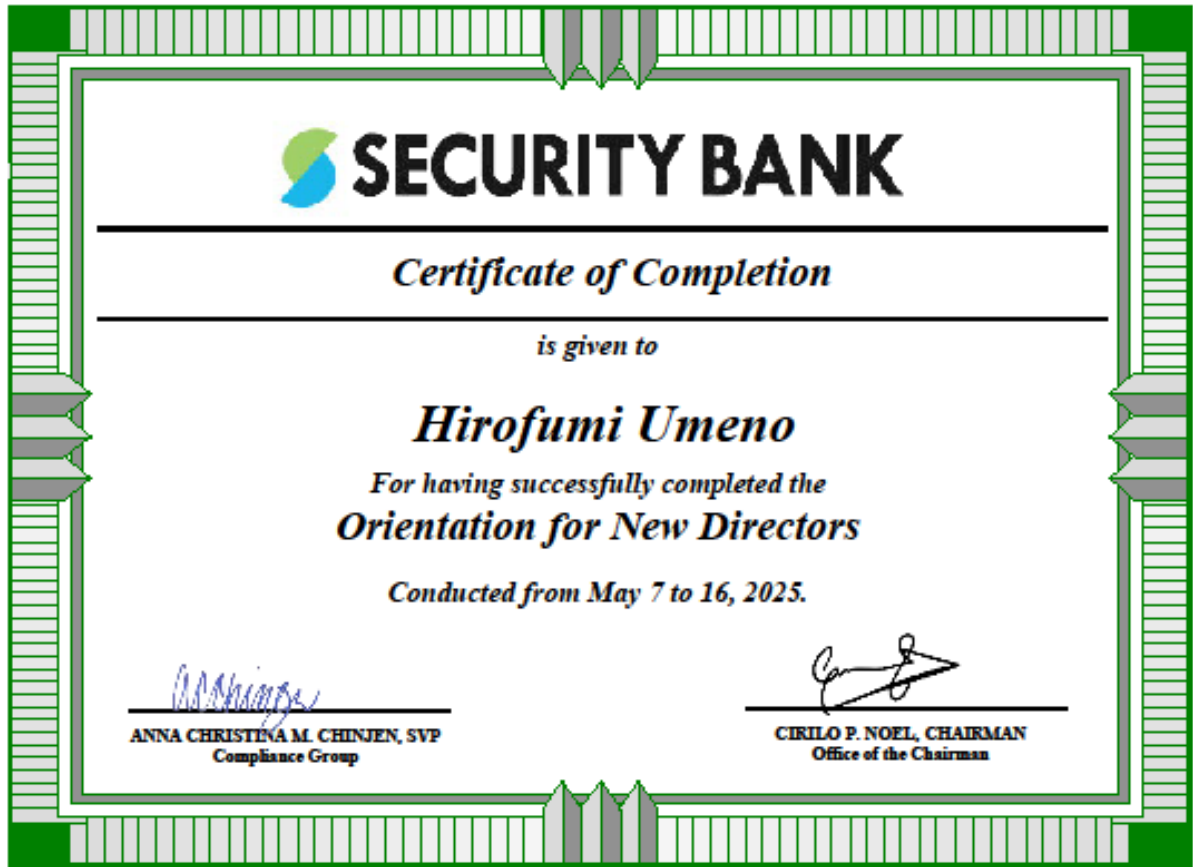 SECURITY BANK
Certificate of Completion
is given to
Hirofumi Umeno
For having successfully completed the
Orientation for New Directors
Conducted from May 7 to 16, 2025.
ANNA CHRISTINA M. CHINJEN, SVP
Compliance Group
CIRILO P. NOEL, CHAIRMAN
Office of the Chairman